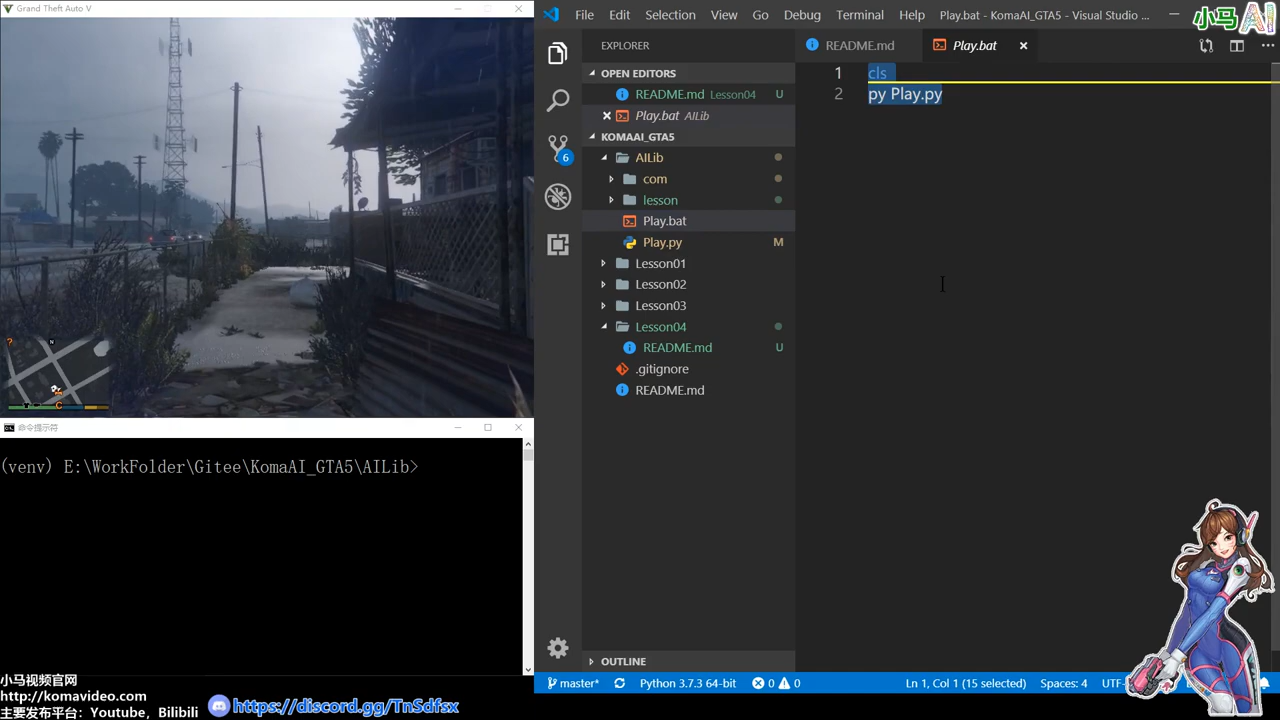 Grand Theft Auto V
N
命令提示符
(venv) E:\WorkFolder\Gitee\KomaAI_GTA5\AILib>
小马视频官网
http://komavideo.com
主要发布平台：Youtube，Bilibili
https://discord.gg/TnSdfsx
File Edit Selection View Go Debug Terminal Help Play.bat - KomaAI_GTA5 - Visual Studio ...
小马AI
EXPLORER
OPEN EDITORS
README.md Lesson04 U
Play.bat AILib
KOMAAI_GTA5
AILib
com
lesson
Play.bat
Play.py M
Lesson01
Lesson02
Lesson03
Lesson04
README.md U
.gitignore
README.md
OUTLINE
6
README.md
Play.bat
1 cls
2 py Play.py
master* Python 3.7.3 64-bit 0 0 Ln 1, Col 1 (15 selected) Spaces: 4 UTF-